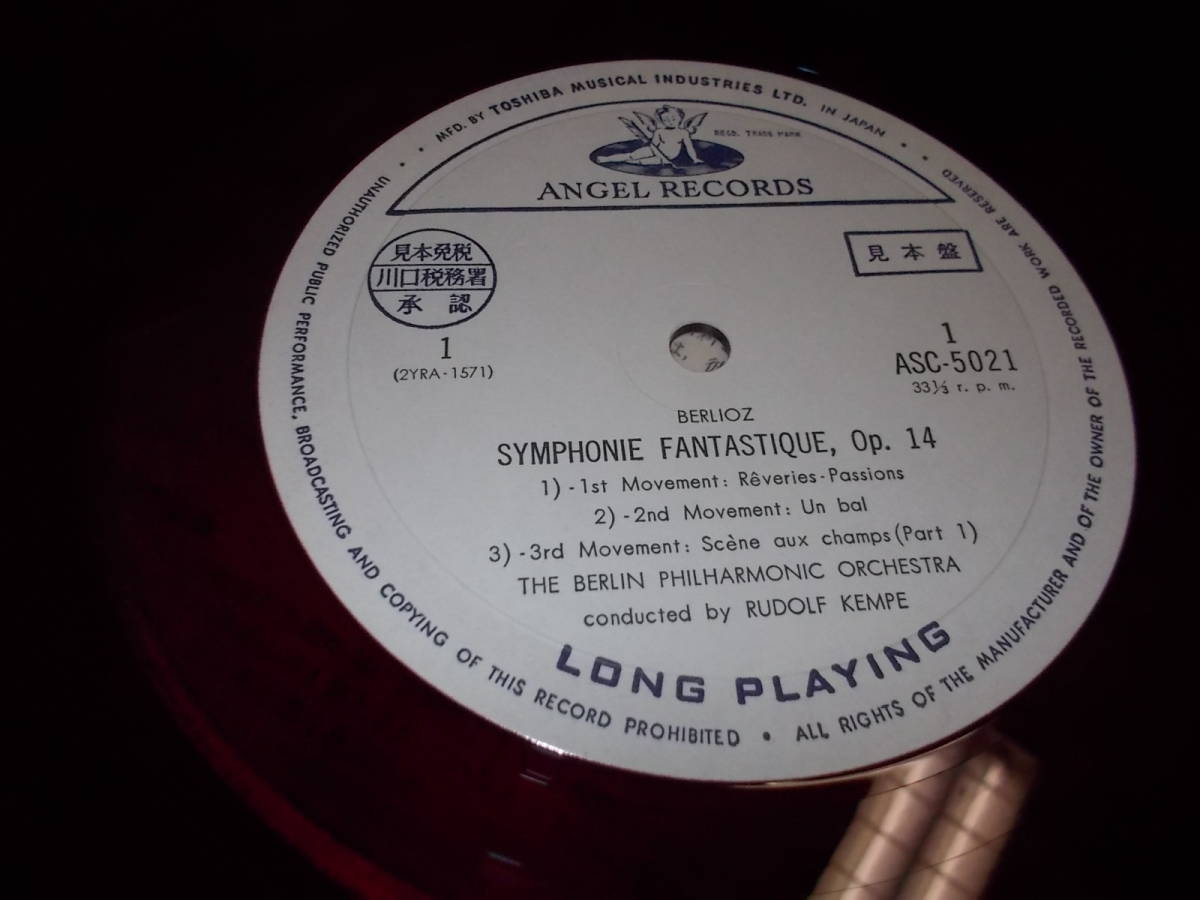 MFD. BY TOSHIBA MUSICAL INDUSTRIES LTD. IN JAPAN
REGD. TRADE MARK
ANGEL RECORDS
見本免税
川口税務署
承認
見本盤
1
(2YRA-1571)
1
ASC-5021
33⅓ r. p. m.
BERLIOZ
SYMPHONIE FANTASTIQUE, Op. 14
1) -1st Movement: Rêveries-Passions
2) -2nd Movement: Un bal
3) -3rd Movement: Scène aux champs (Part 1)
THE BERLIN PHILHARMONIC ORCHESTRA
conducted by RUDOLF KEMPE
LONG PLAYING
UNAUTHORIZED PUBLIC PERFORMANCE, BROADCASTING AND COPYING OF THIS RECORD PROHIBITED • ALL RIGHTS OF THE MANUFACTURER AND OF THE OWNER OF THE RECORDED WORK ARE RESERVED